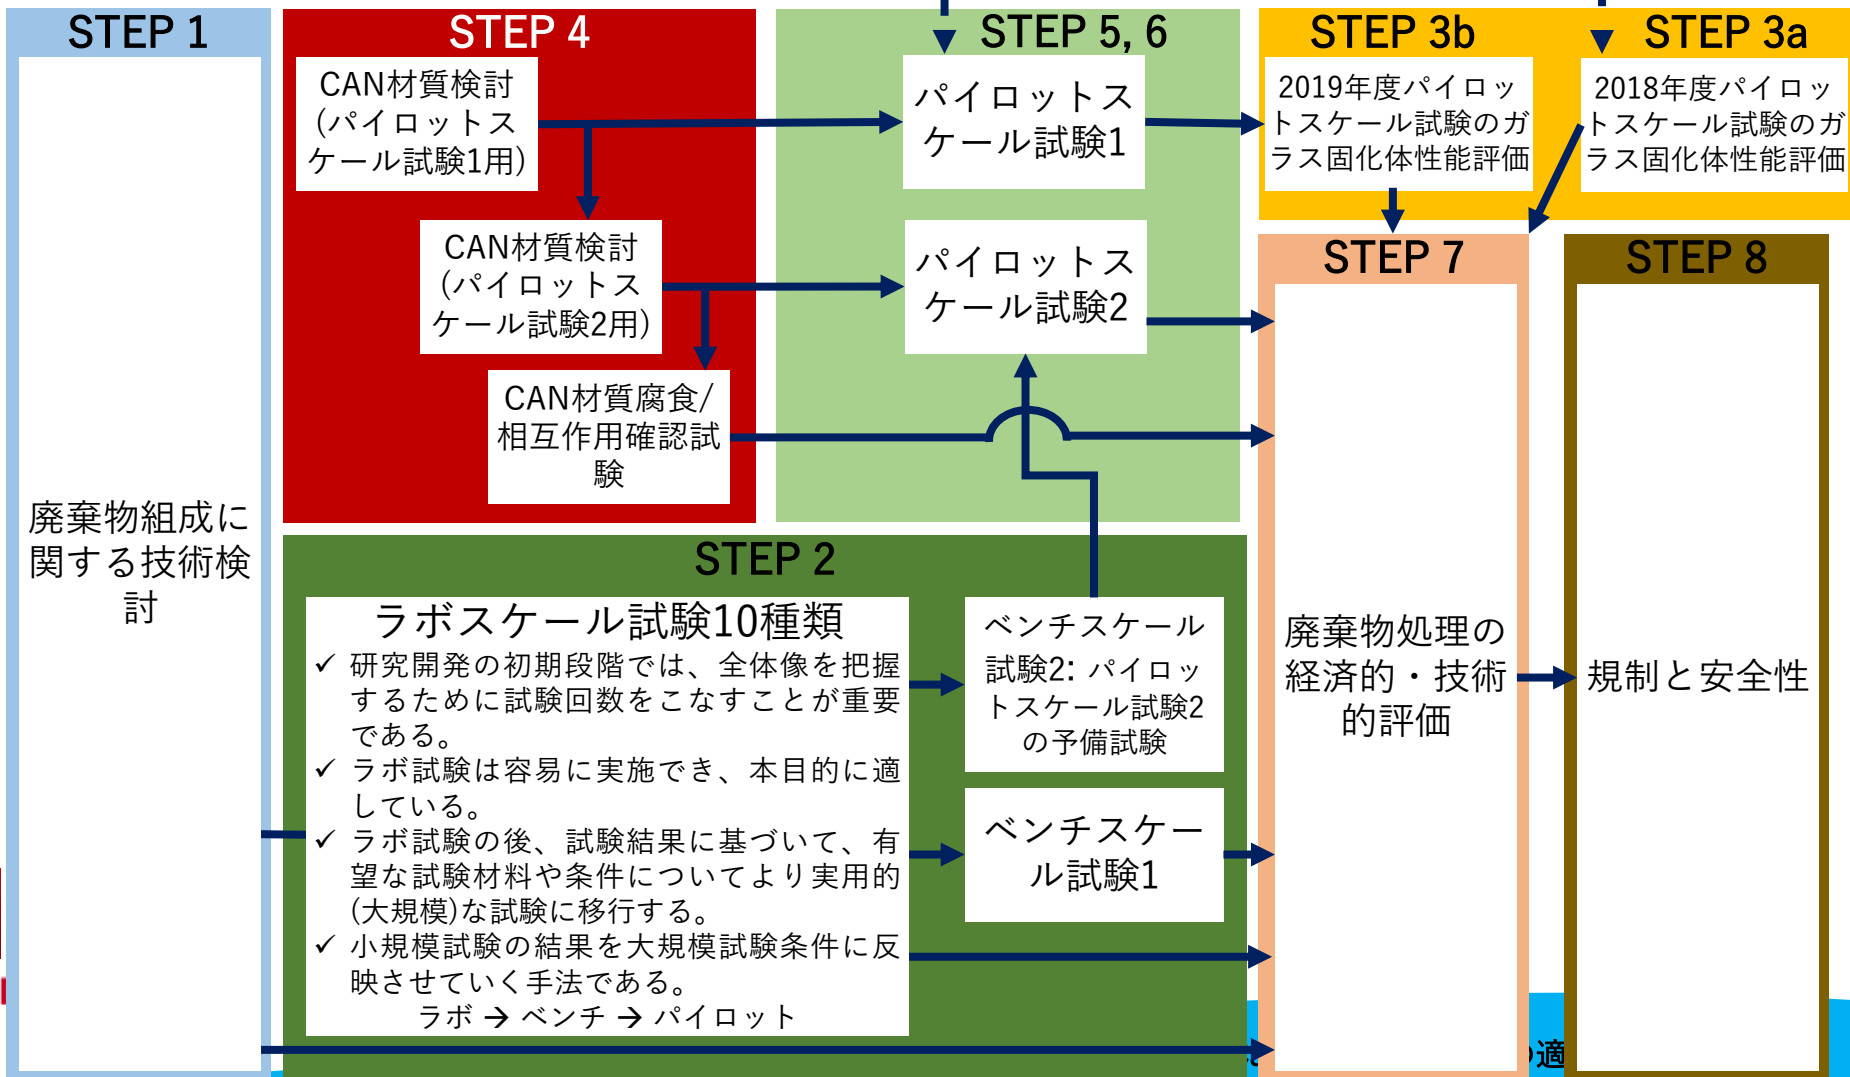 STEP 1
廃棄物組成に
関する技術検
討
STEP 4
CAN材質検討
(パイロットス
ケール試験1用)
CAN材質検討
(パイロットス
ケール試験2用)
CAN材質腐食/
相互作用確認試
験
STEP 5, 6
パイロットス
ケール試験1
パイロットス
ケール試験2
STEP 3b
2019年度パイロッ
トスケール試験のガ
ラス固化体性能評価
STEP 3a
2018年度パイロッ
トスケール試験のガ
ラス固化体性能評価
STEP 2
ラボスケール試験10種類
✓ 研究開発の初期段階では、全体像を把握
するために試験回数をこなすことが重要
である。
✓ ラボ試験は容易に実施でき、本目的に適
している。
✓ ラボ試験の後、試験結果に基づいて、有
望な試験材料や条件についてより実用的
(大規模)な試験に移行する。
✓ 小規模試験の結果を大規模試験条件に反
映させていく手法である。
ラボ → ベンチ → パイロット
ベンチスケール
試験2: パイロッ
トスケール試験2
の予備試験
ベンチスケー
ル試験1
STEP 7
廃棄物処理の
経済的・技術
的評価
STEP 8
規制と安全性
適